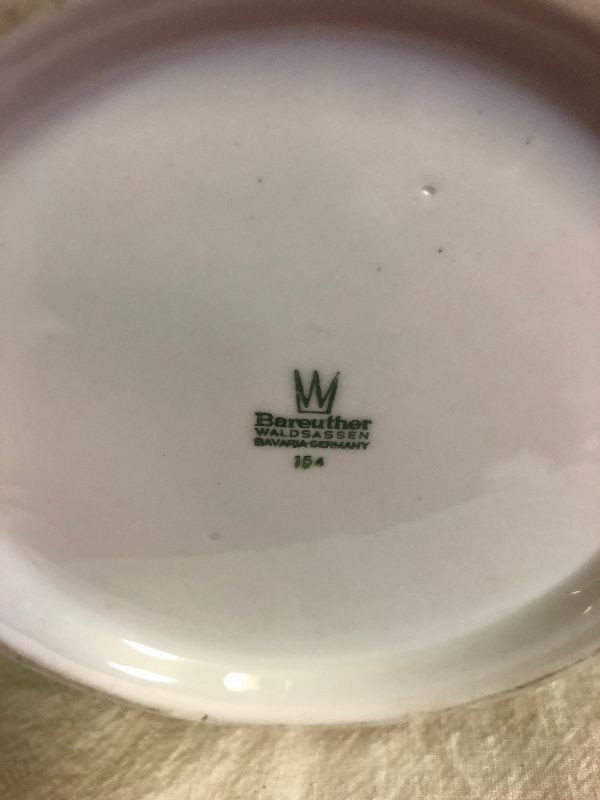 W
Bareuther
WALDSASSEN
BAVARIA GERMANY
154